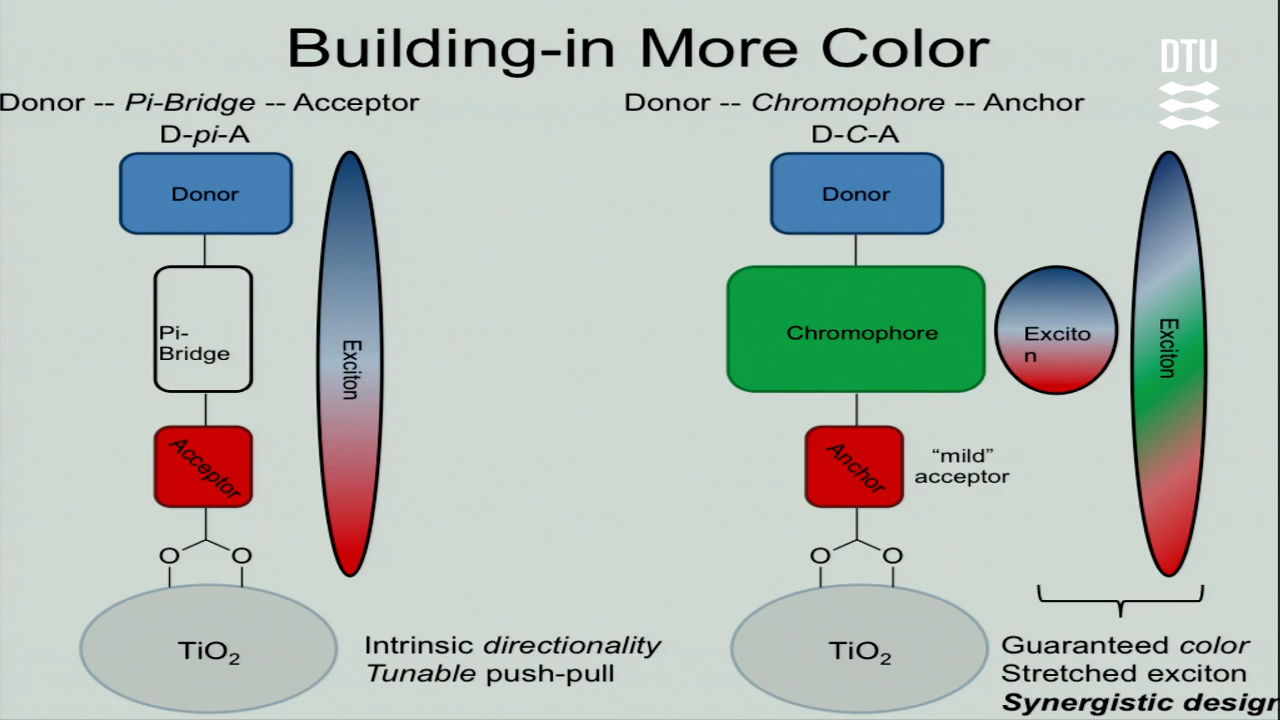 Building-in More Color
DTU
Donor -- Pi-Bridge -- Acceptor
D-pi-A
Donor
Pi-
Bridge
Acceptor
O O
TiO2
Exciton
Intrinsic directionality
Tunable push-pull
Donor -- Chromophore -- Anchor
D-C-A
Donor
Chromophore
Anchor
"mild"
acceptor
O O
TiO2
Excito
n
Exciton
Guaranteed color
Stretched exciton
Synergistic design